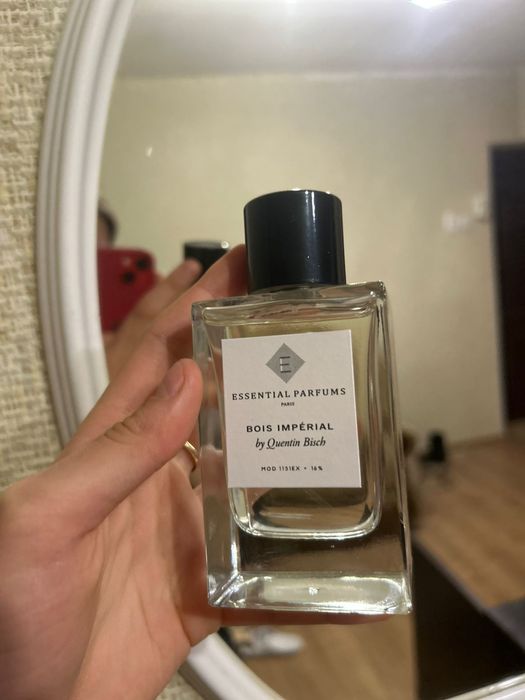 E
ESSENTIAL PARFUMS
PARIS
BOIS IMPÉRIAL
by Quentin Bisch
MOD 1151EX • 16%